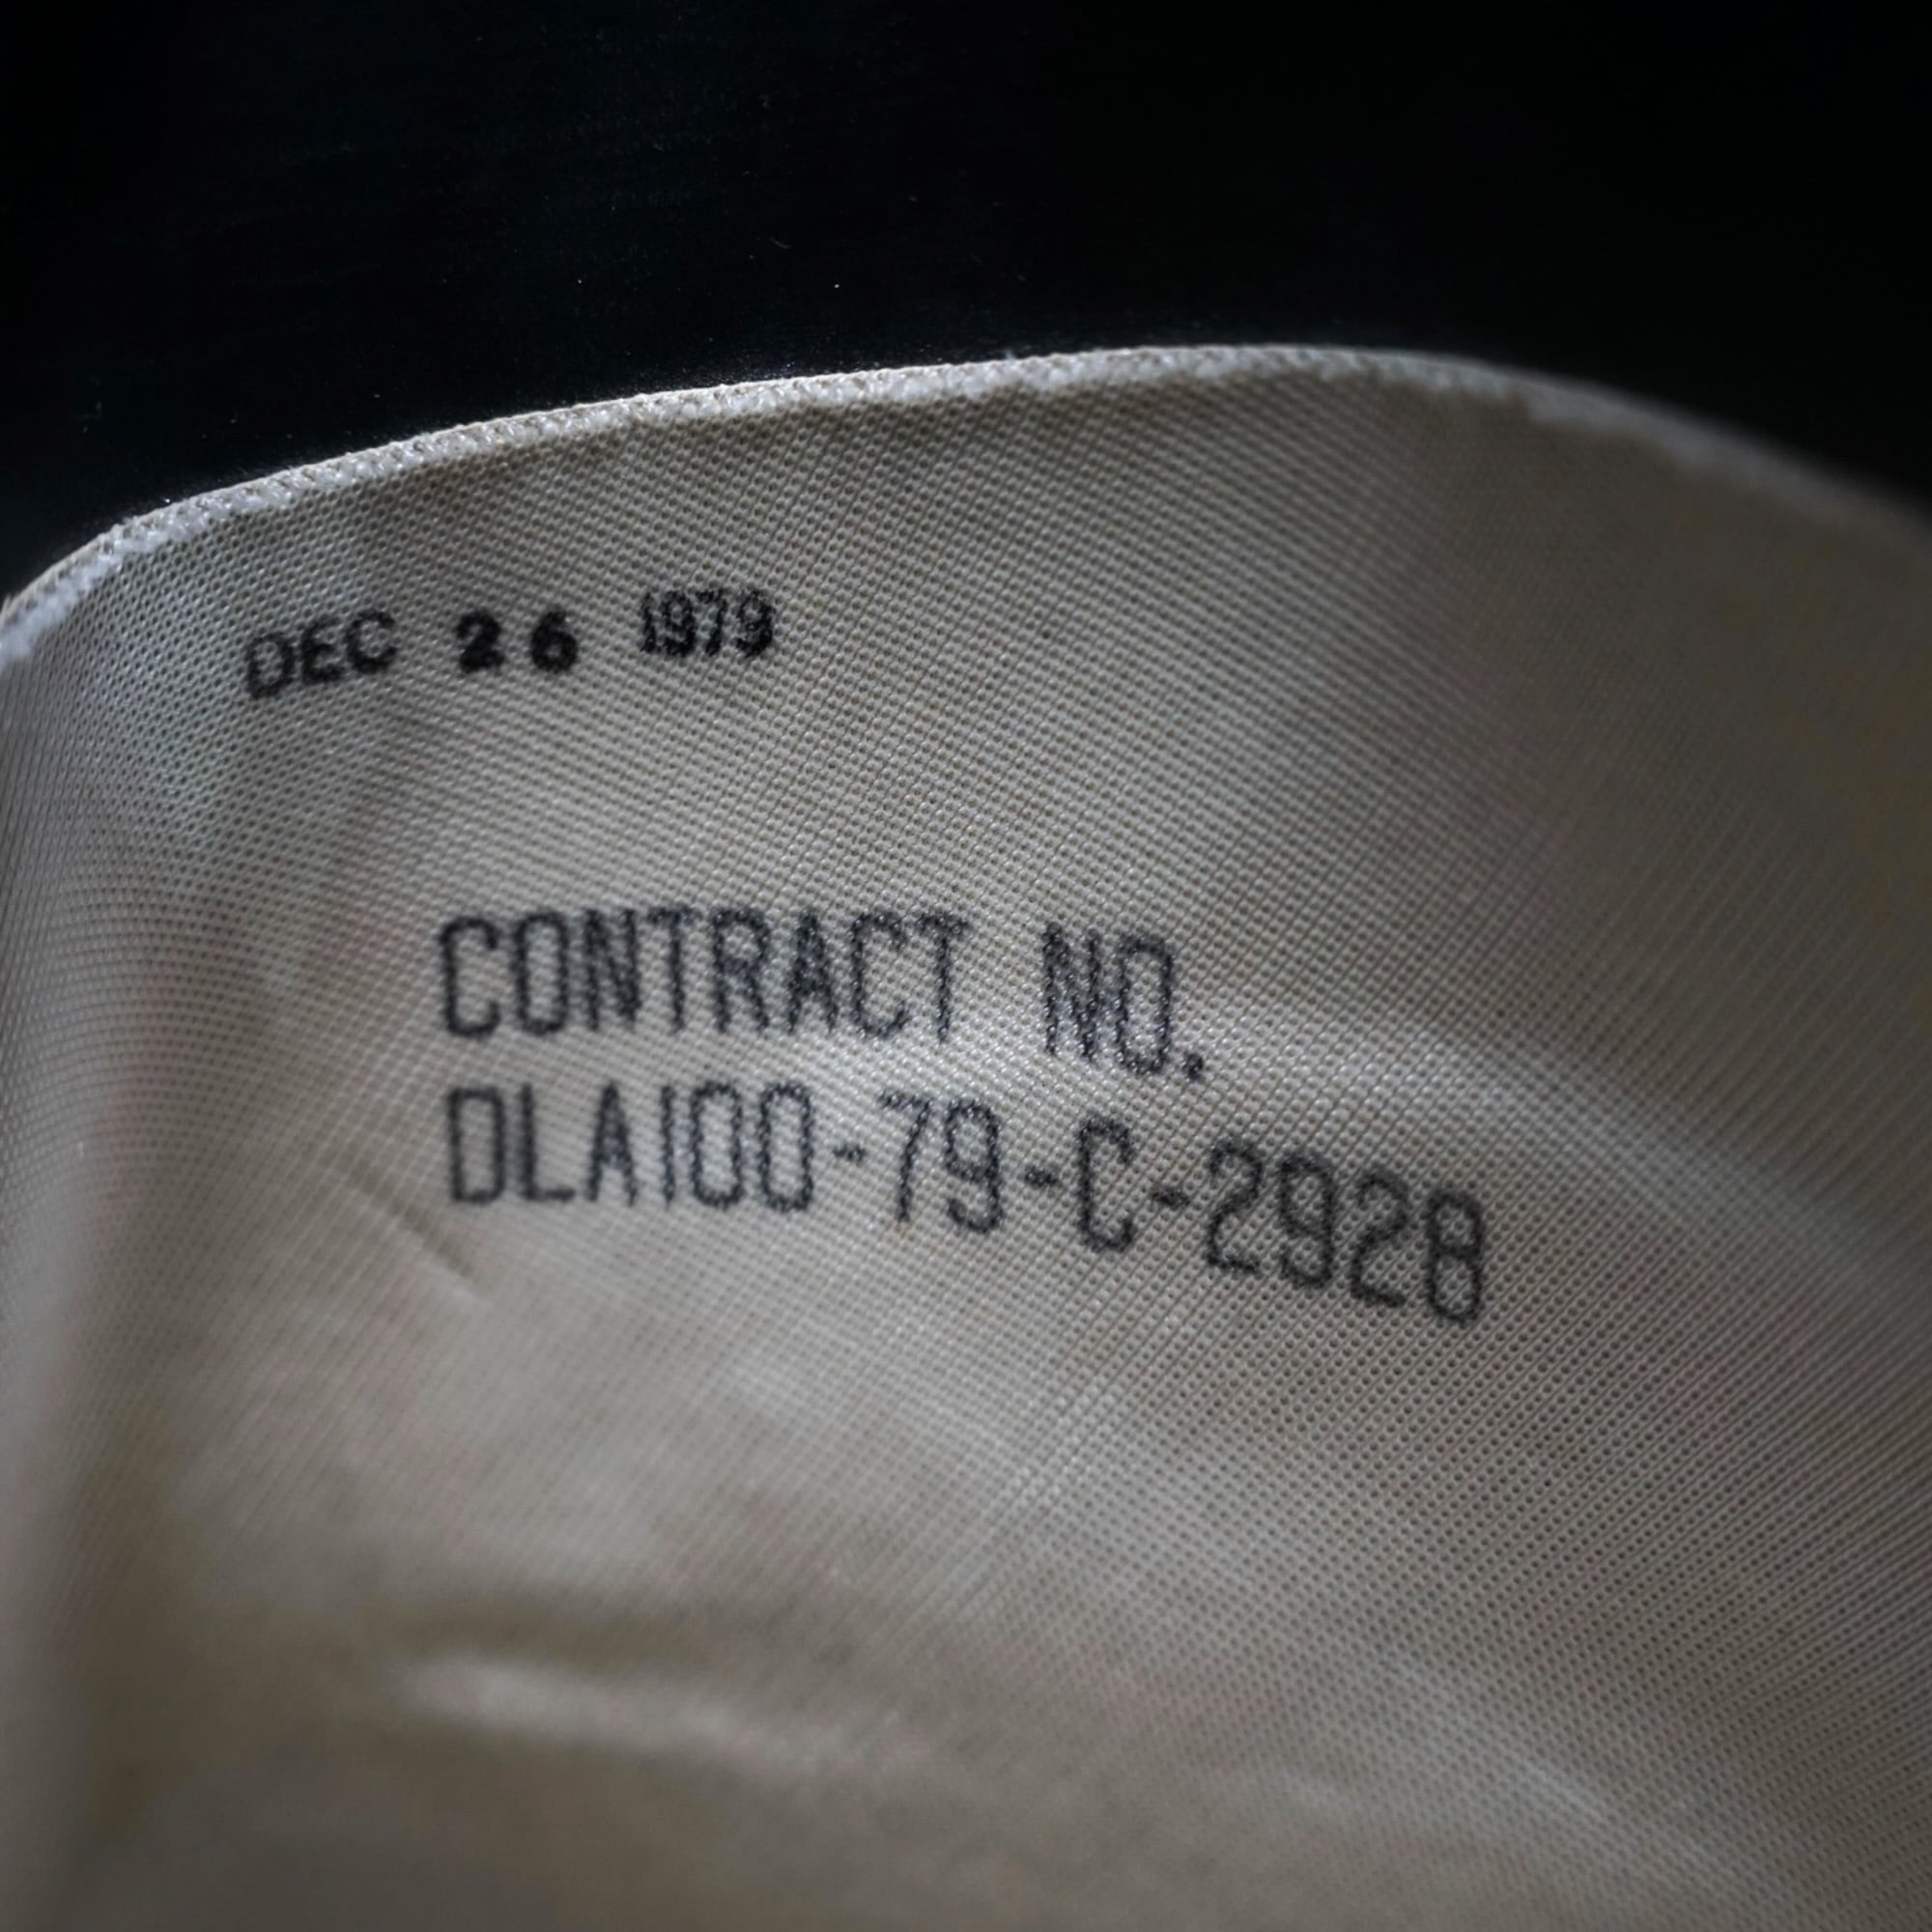 DEC 26 1979
CONTRACT NO.
DLA100-79-C-2928